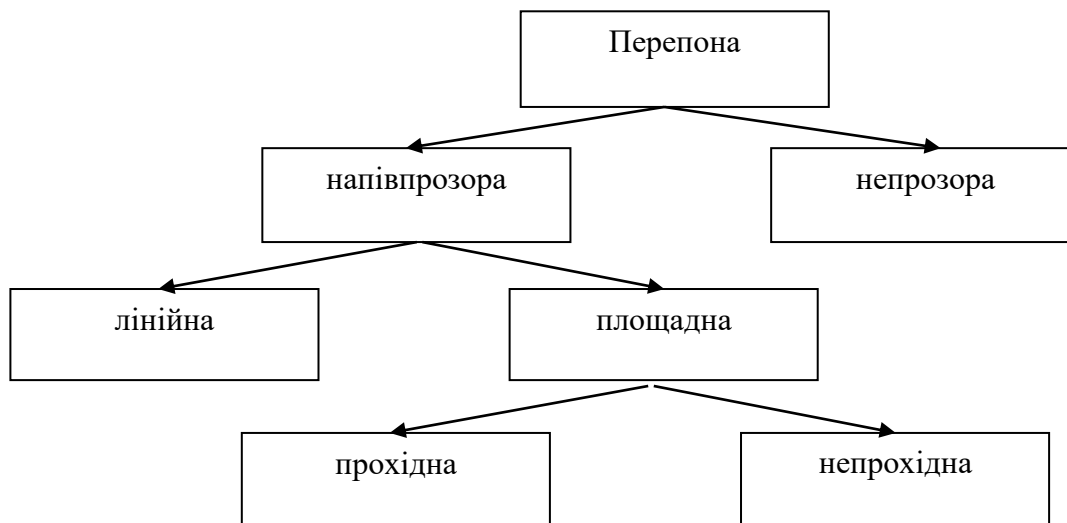 Перепона
напівпрозора
непрозора
лінійна
площадна
прохідна
непрохідна